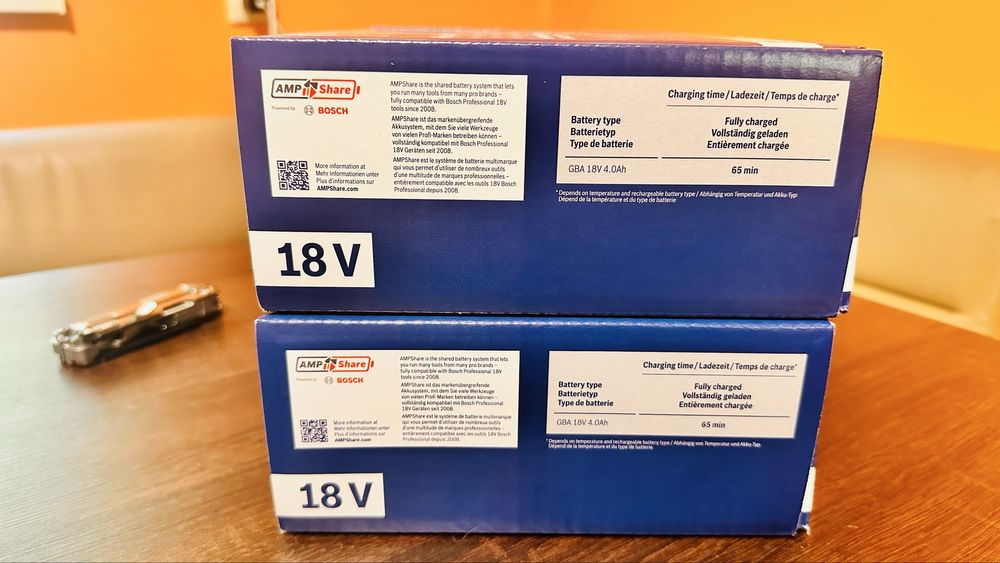 AMPShare
Powered by BOSCH
AMPShare is the shared battery system that lets
you run many tools from many pro brands –
fully compatible with Bosch Professional 18V
tools since 2008.
AMPShare ist das markenübergreifende
Akkusystem, mit dem Sie viele Werkzeuge
von vielen Profi-Marken betreiben können –
vollständig kompatibel mit Bosch Professional
18V Geräten seit 2008.
AMPShare est le système de batterie multimarque
qui vous permet d'utiliser de nombreux outils
d'une multitude de marques professionnelles –
entièrement compatible avec les outils 18V Bosch
Professional depuis 2008.
More information at
Mehr Informationen unter
Plus d'informations sur
AMPShare.com
Charging time / Ladezeit / Temps de charge*
Battery type
Batterietyp
Type de batterie
Fully charged
Vollständig geladen
Entièrement chargée
GBA 18V 4.0Ah 65 min
* Depends on temperature and rechargeable battery type / Abhängig von Temperatur und Akku-Typ
Dépend de la température et du type de batterie
18 V
AMPShare
Powered by BOSCH
AMPShare is the shared battery system that lets
you run many tools from many pro brands –
fully compatible with Bosch Professional 18V
tools since 2008.
AMPShare ist das markenübergreifende
Akkusystem, mit dem Sie viele Werkzeuge
von vielen Profi-Marken betreiben können –
vollständig kompatibel mit Bosch Professional
18V Geräten seit 2008.
AMPShare est le système de batterie multimarque
qui vous permet d'utiliser de nombreux outils
d'une multitude de marques professionnelles –
entièrement compatible avec les outils 18V Bosch
Professional depuis 2008.
More information at
Mehr Informationen unter
Plus d'informations sur
AMPShare.com
Charging time / Ladezeit / Temps de charge*
Battery type
Batterietyp
Type de batterie
Fully charged
Vollständig geladen
Entièrement chargée
GBA 18V 4.0Ah 65 min
* Depends on temperature and rechargeable battery type / Abhängig von Temperatur und Akku-Typ
Dépend de la température et du type de batterie
18 V